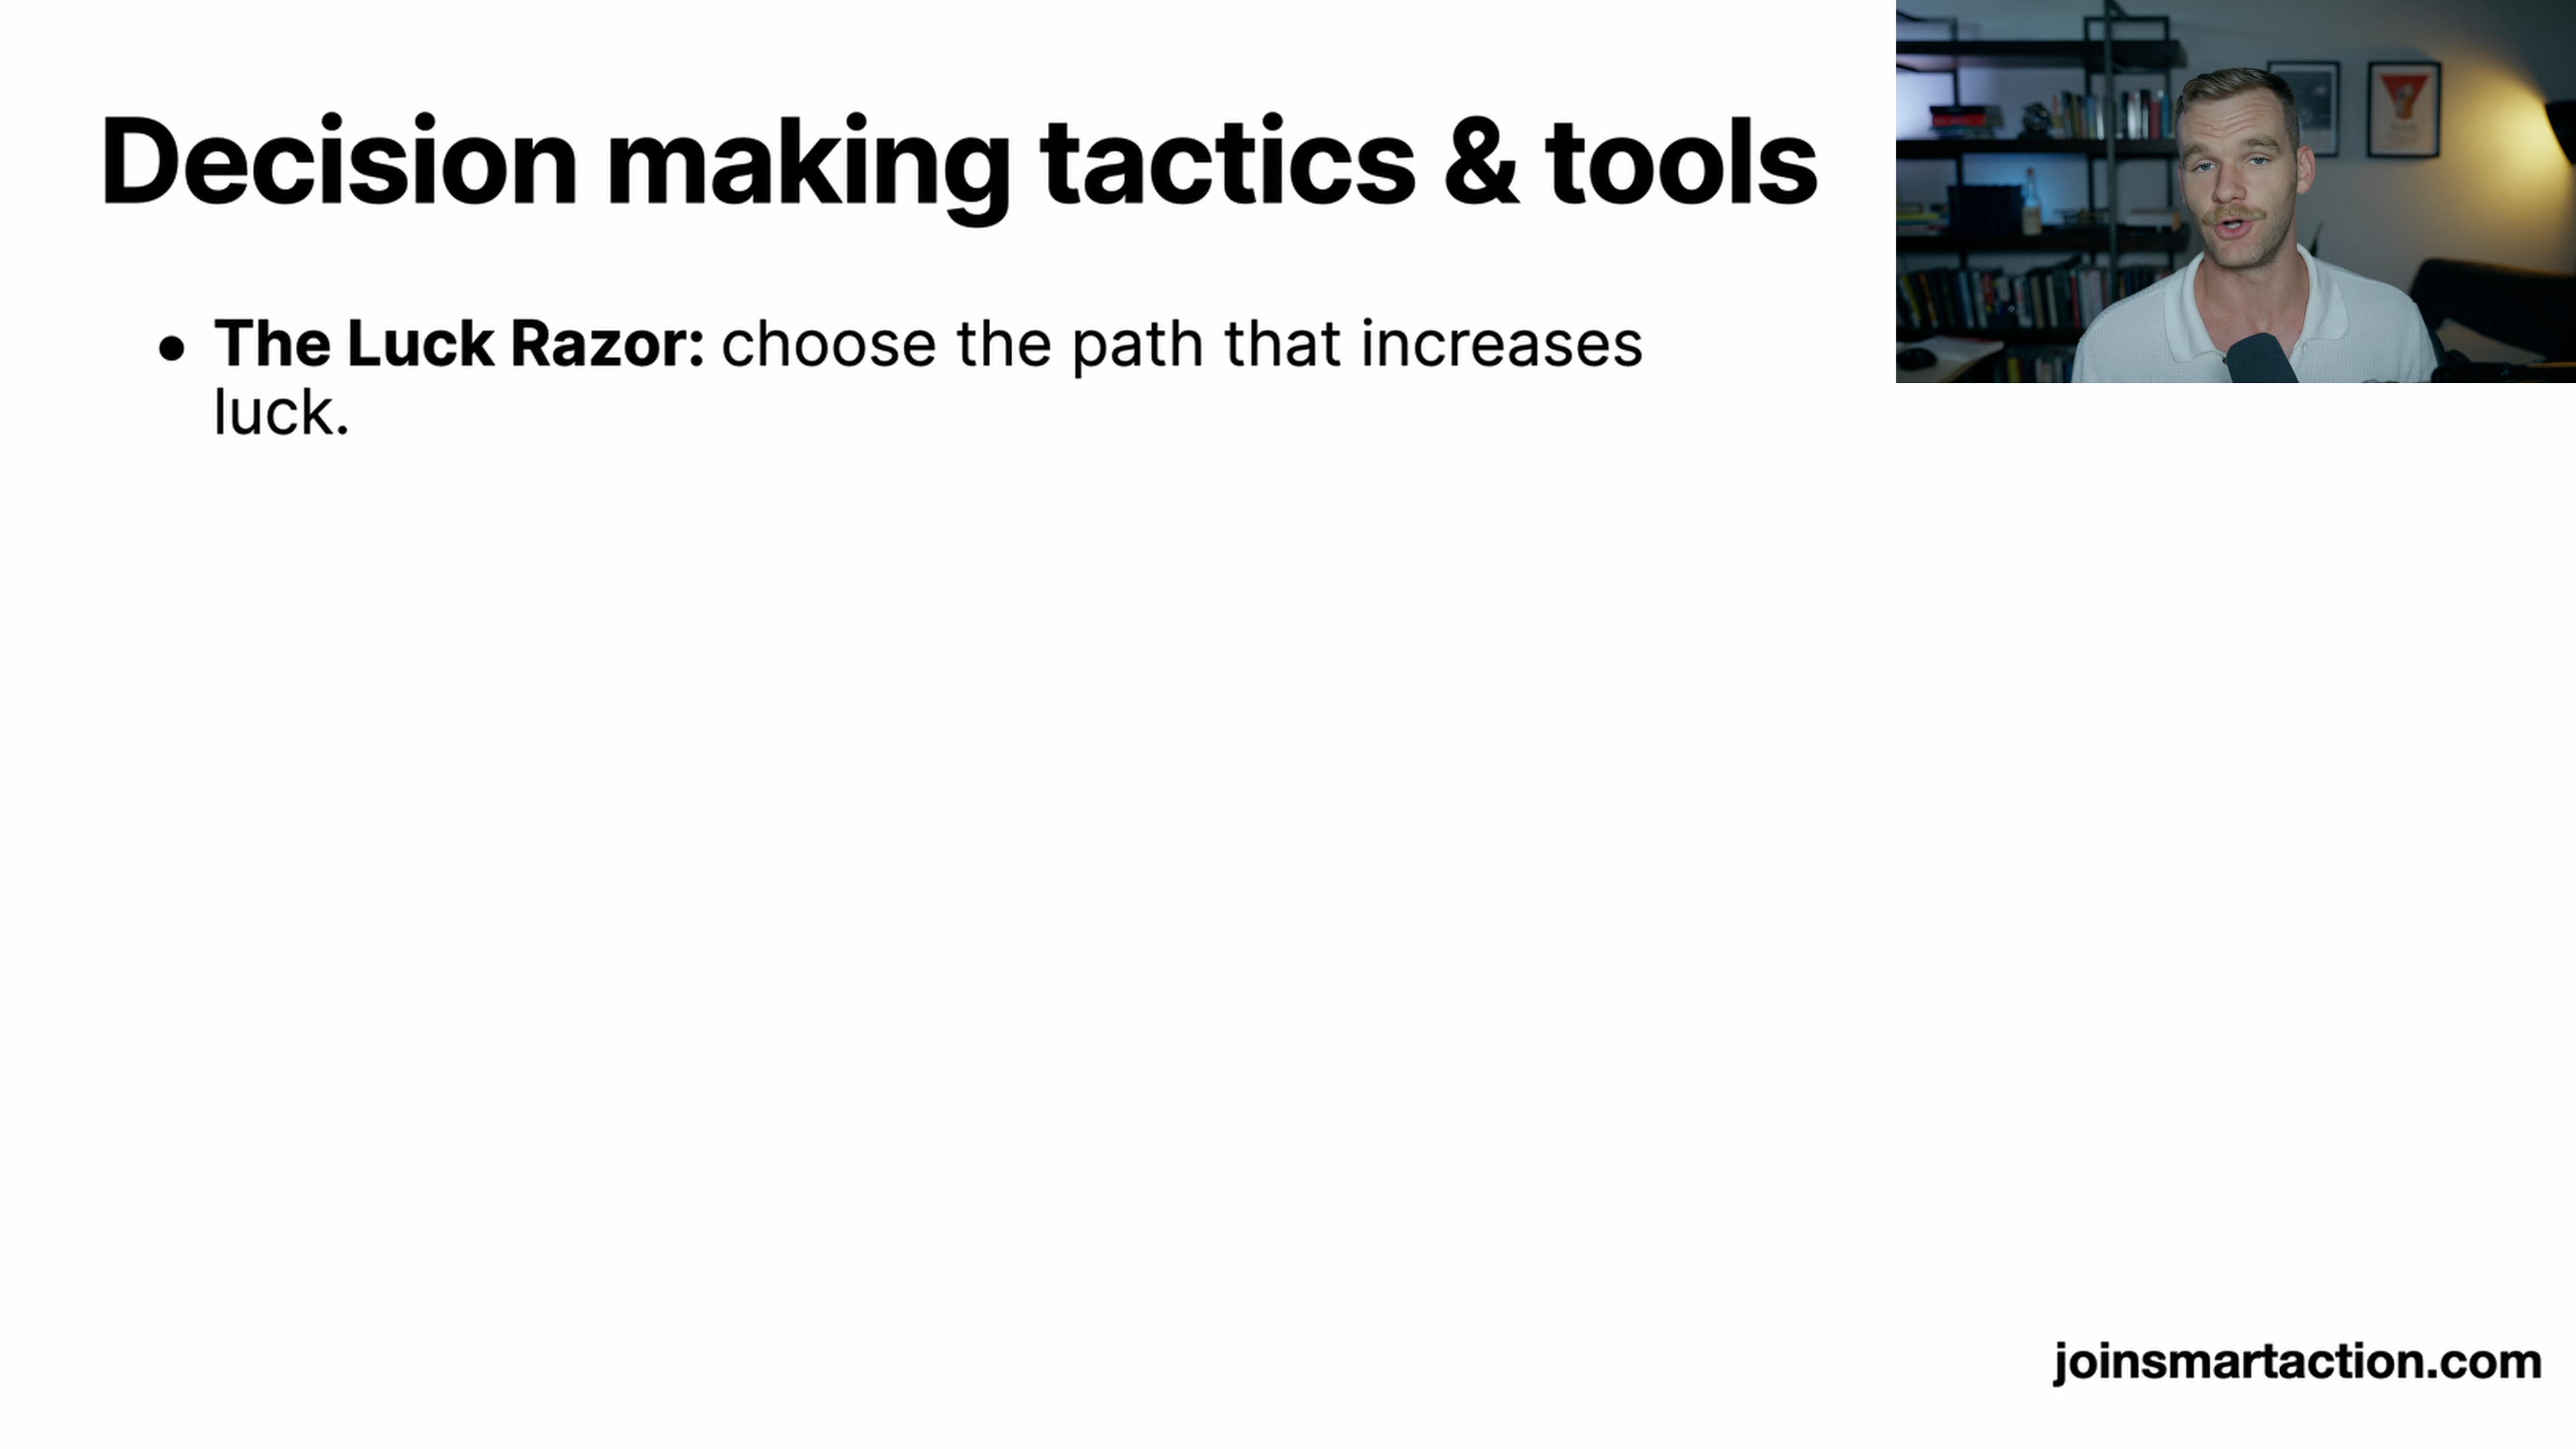 Decision making tactics & tools
• The Luck Razor: choose the path that increases
luck.
joinsmartaction.com